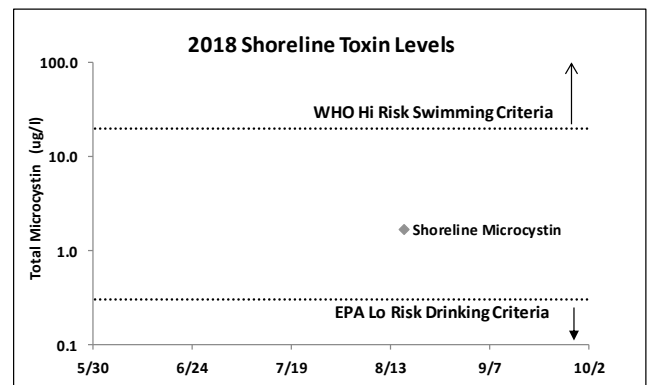 2018 Shoreline Toxin Levels
Total Microcystin (ug/l)
100.0
10.0
1.0
0.1
WHO Hi Risk Swimming Criteria
Shoreline Microcystin
EPA Lo Risk Drinking Criteria
5/30 6/24 7/19 8/13 9/7 10/2